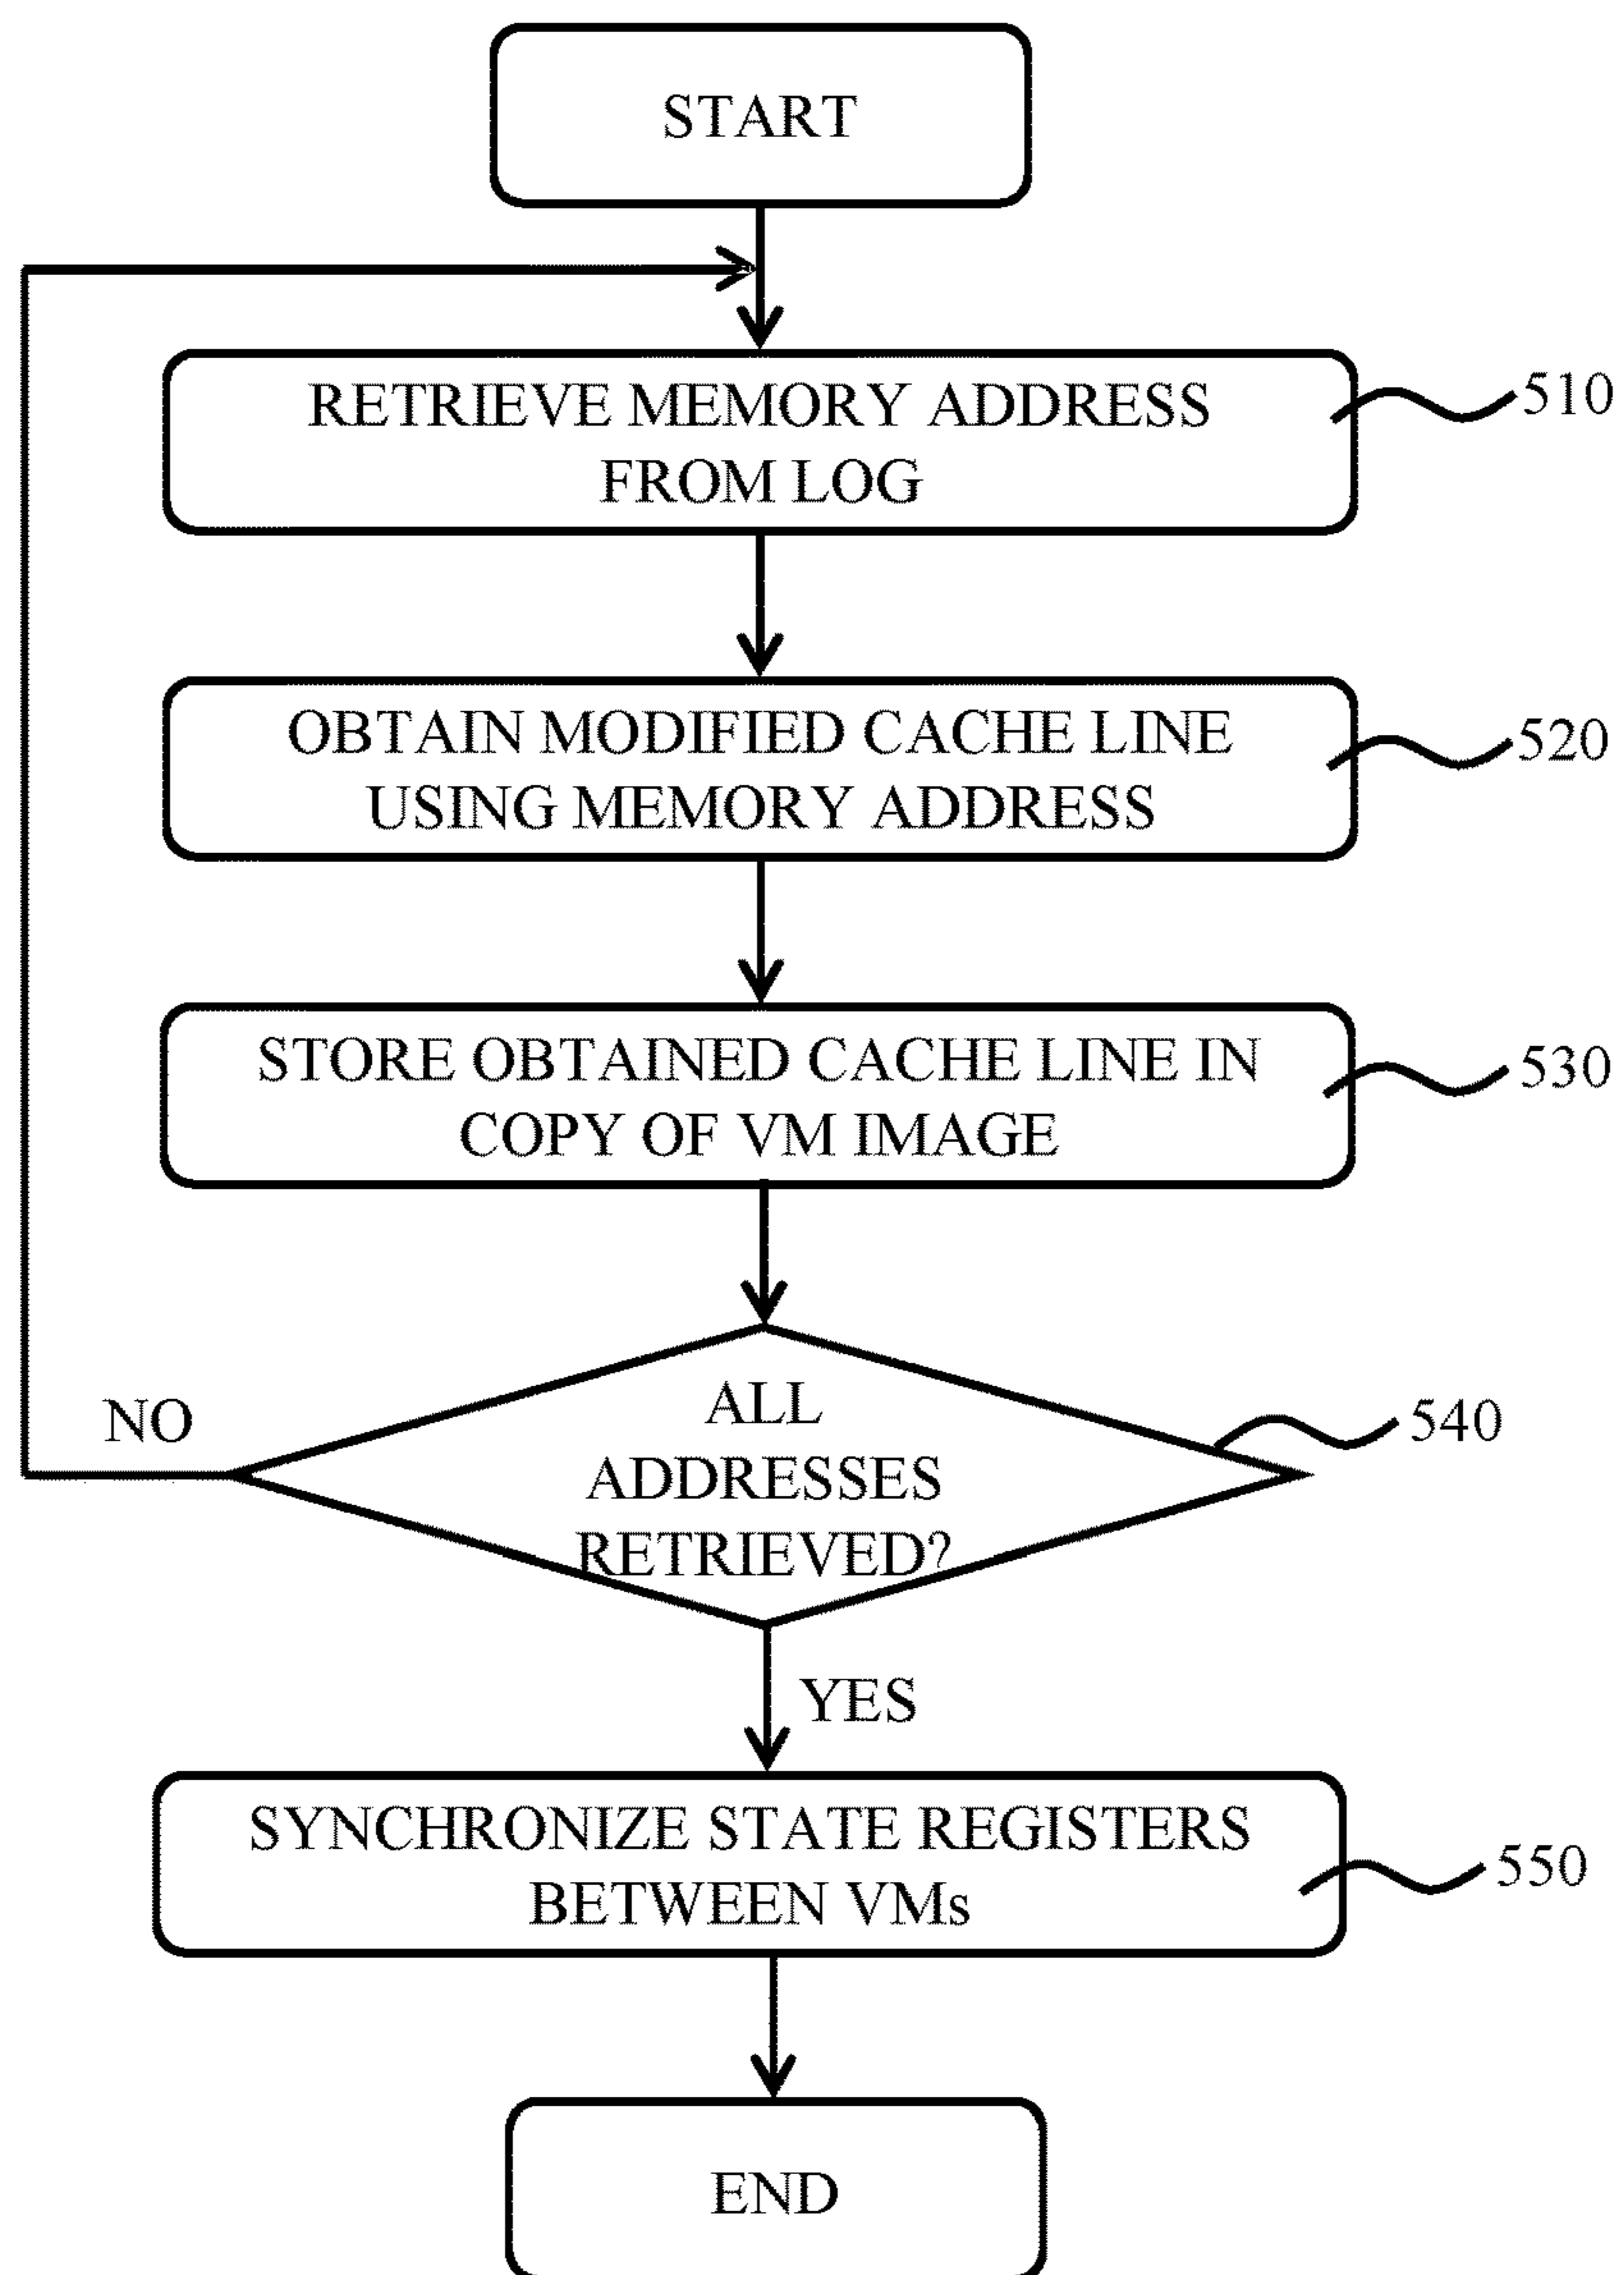 START
RETRIEVE MEMORY ADDRESS
FROM LOG
510
OBTAIN MODIFIED CACHE LINE
USING MEMORY ADDRESS
520
STORE OBTAINED CACHE LINE IN
COPY OF VM IMAGE
530
ALL
ADDRESSES
RETRIEVED?
540
NO
YES
SYNCHRONIZE STATE REGISTERS
BETWEEN VMs
550
END